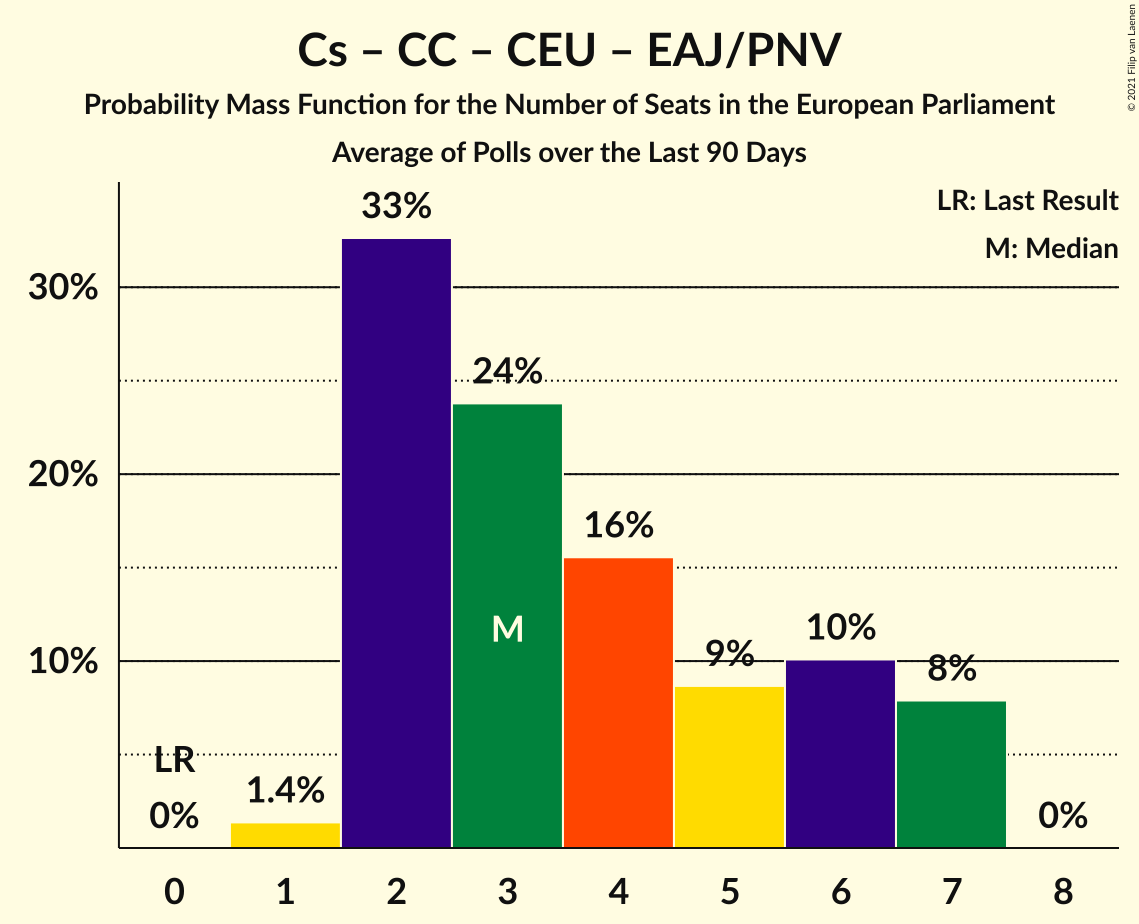 Cs – CC – CEU – EAJ/PNV
Probability Mass Function for the Number of Seats in the European Parliament
Average of Polls over the Last 90 Days
© 2021 Filip van Laenen
LR: Last Result
M: Median
33%
30%
24%
20%
16%
M
10%
9%
10%
8%
LR
0%
1.4%
0%
0 1 2 3 4 5 6 7 8